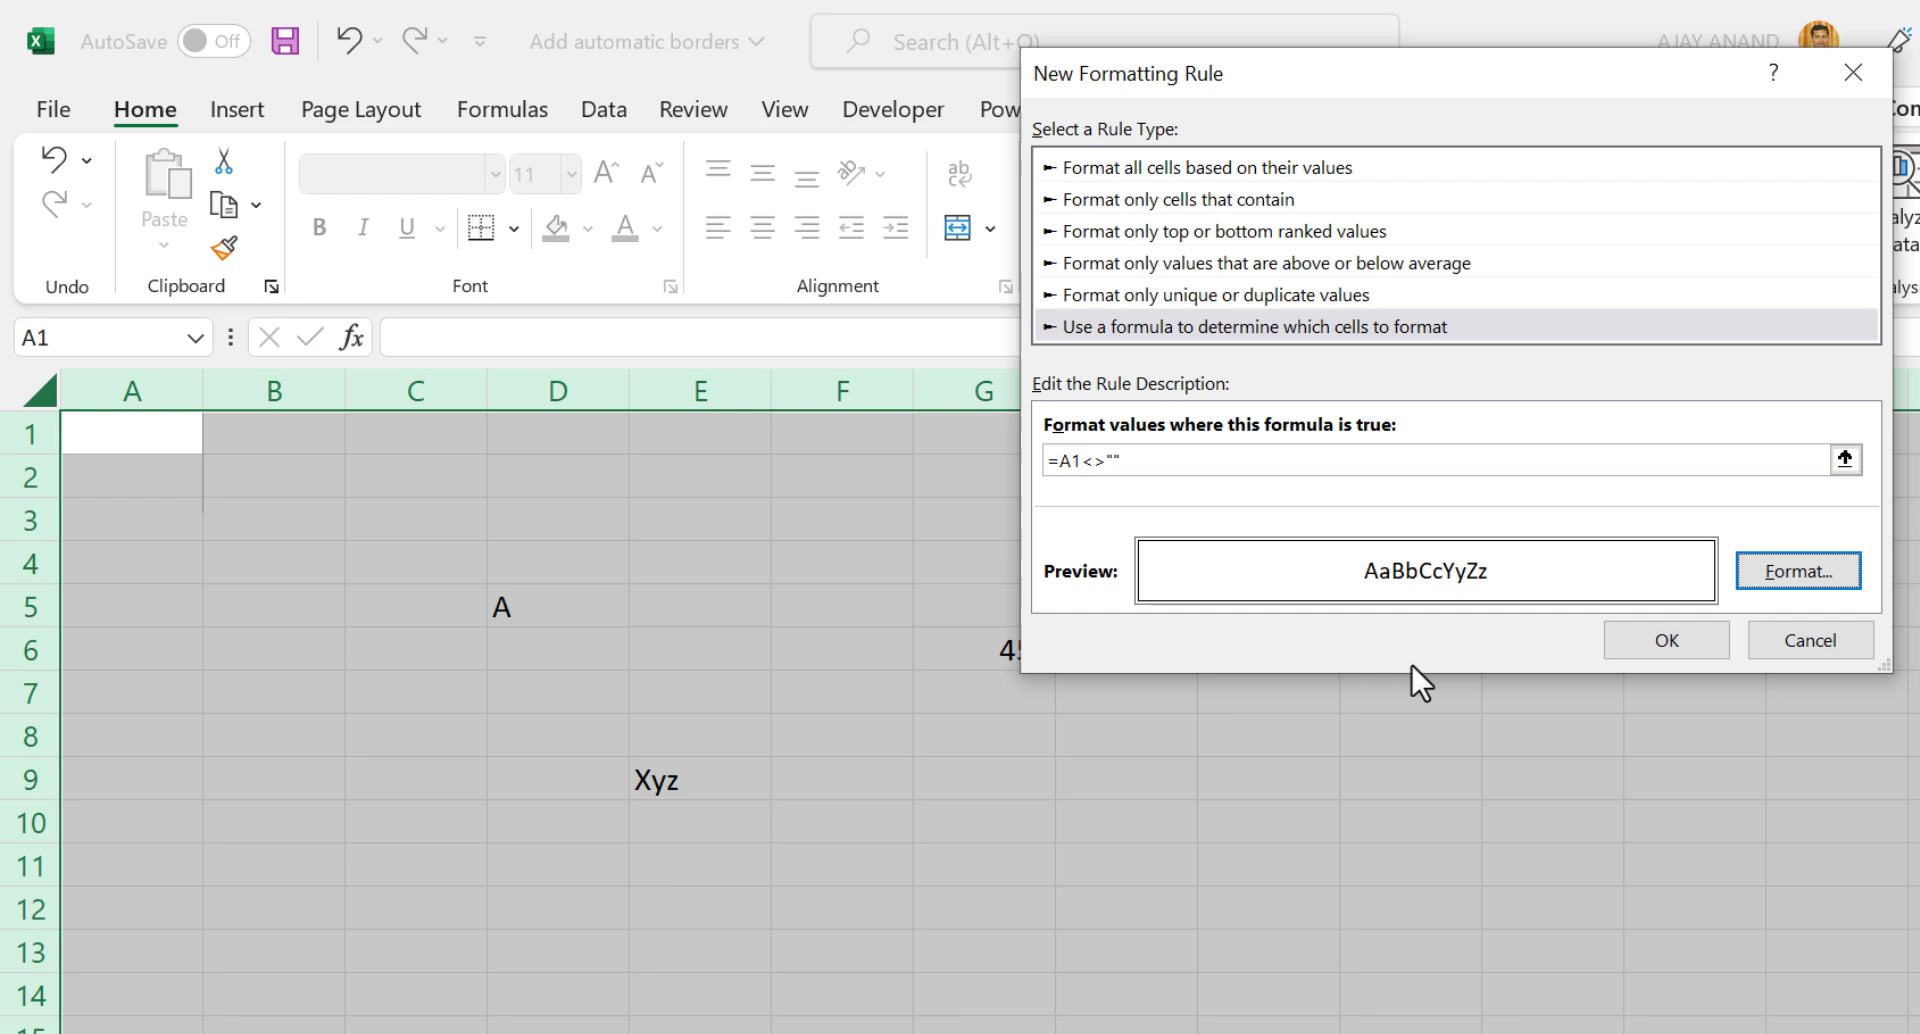 AutoSave Off Add automatic borders Search (Alt+Q) AJAY ANAND
New Formatting Rule ?
File Home Insert Page Layout Formulas Data Review View Developer
Select a Rule Type:
Format all cells based on their values
Format only cells that contain
Format only top or bottom ranked values
Format only values that are above or below average
Format only unique or duplicate values
Use a formula to determine which cells to format
Paste
11
B I U
Undo Clipboard Font Alignment
A1 fx
Edit the Rule Description:
Format values where this formula is true:
=A1<>""
Preview: AaBbCcYyZz Format...
OK Cancel
A B C D E F G
1
2
3
4
5 A
6
7
8
9 Xyz
10
11
12
13
14